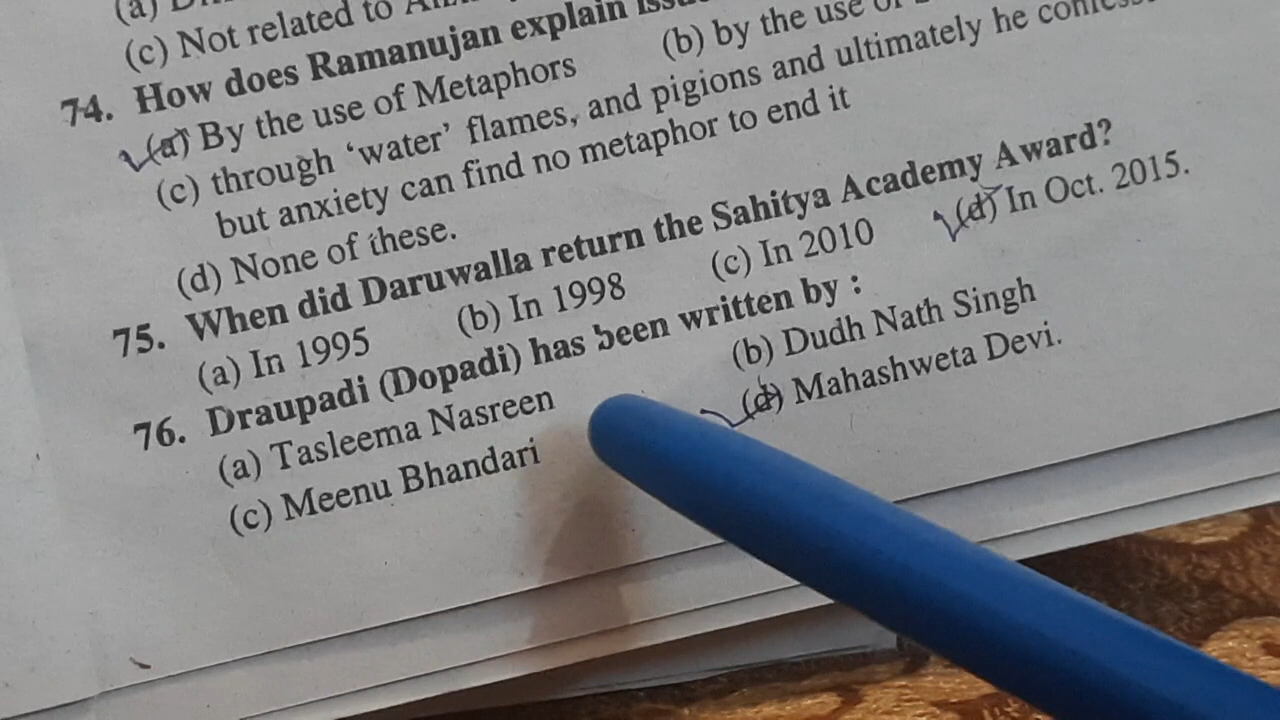 (c) Not related to
74. How does Ramanujan explain
(a) By the use of Metaphors (b) by the use
(c) through ‘water’ flames, and pigions and ultimately he
but anxiety can find no metaphor to end it
(d) None of these.
75. When did Daruwalla return the Sahitya Academy Award?
(a) In 1995 (b) In 1998 (c) In 2010 (d) In Oct. 2015.
76. Draupadi (Dopadi) has been written by :
(a) Tasleema Nasreen (b) Dudh Nath Singh
(c) Meenu Bhandari (d) Mahashweta Devi.